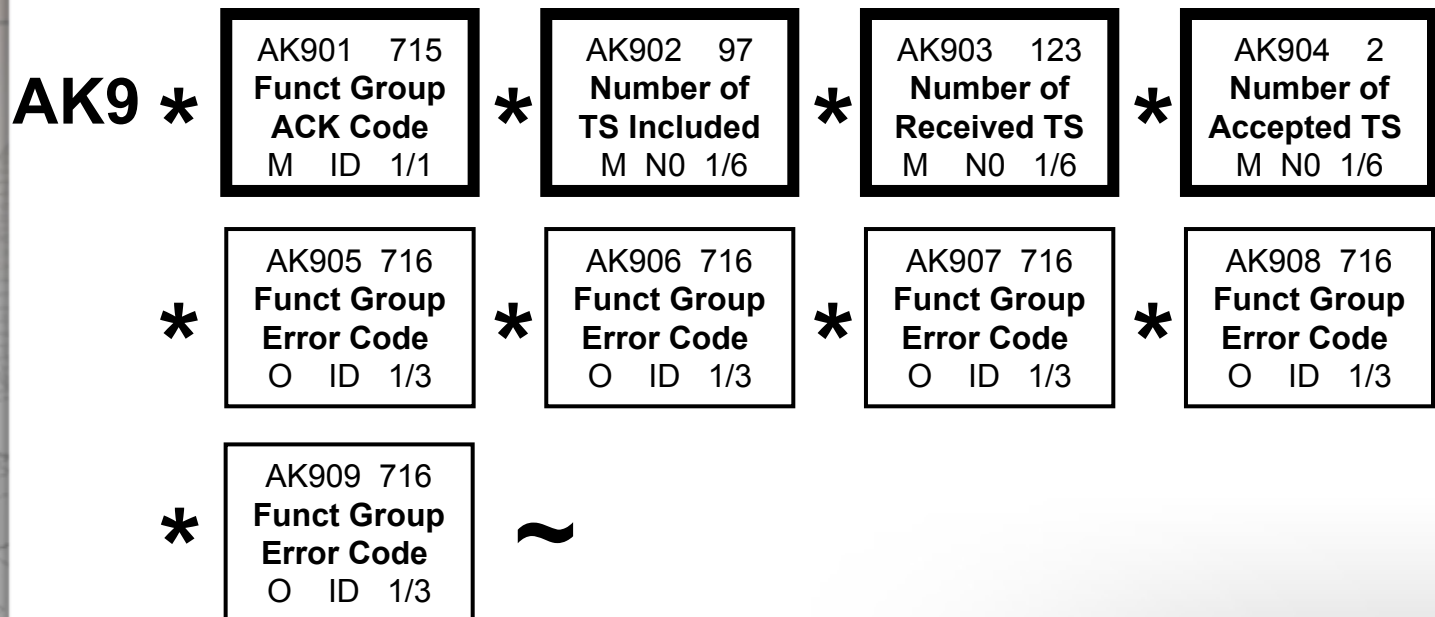 AK9 * AK901 715 * AK902 97 * AK903 123 * AK904 2
Funct Group Number of Number of Number of
ACK Code TS Included Received TS Accepted TS
M ID 1/1 M N0 1/6 M N0 1/6 M N0 1/6
* AK905 716 * AK906 716 * AK907 716 * AK908 716
Funct Group Funct Group Funct Group Funct Group
Error Code Error Code Error Code Error Code
O ID 1/3 O ID 1/3 O ID 1/3 O ID 1/3
* AK909 716 ~
Funct Group
Error Code
O ID 1/3